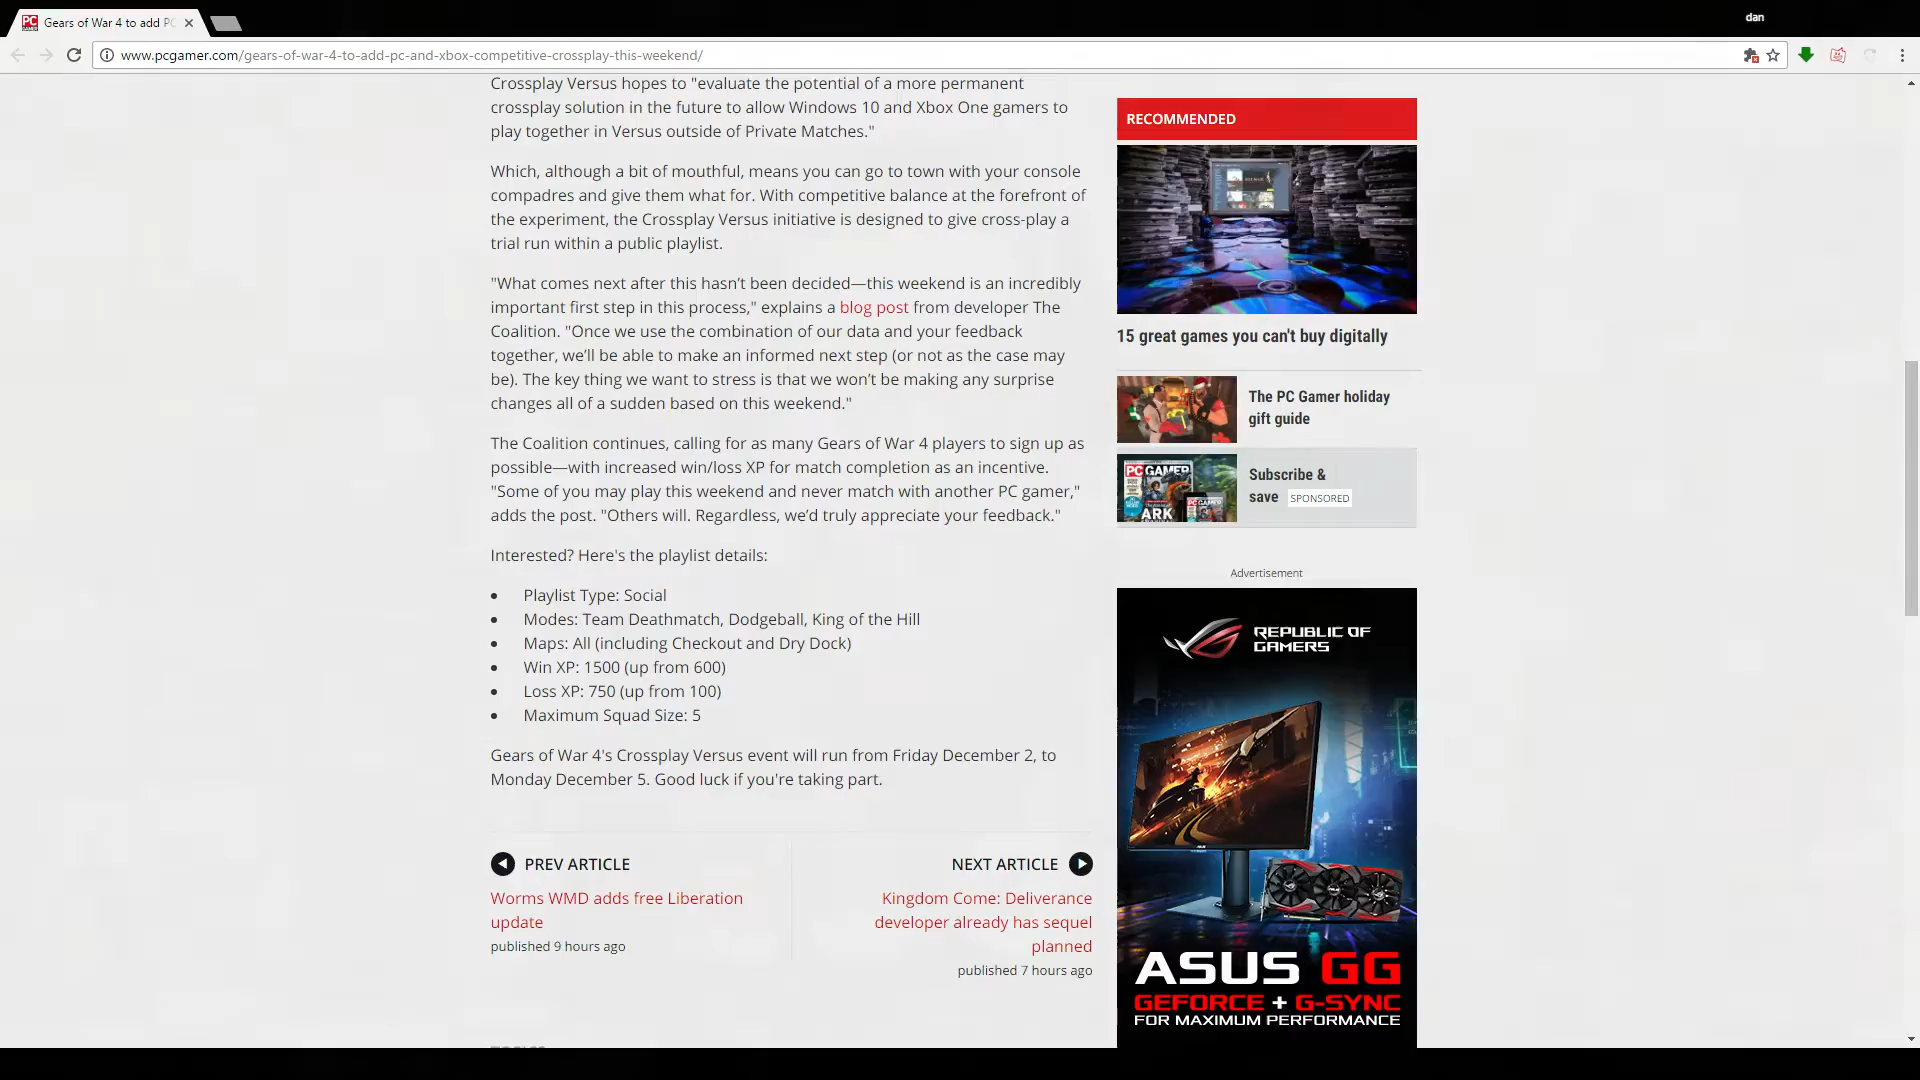 Gears of War 4 to add PC
dan
www.pcgamer.com/gears-of-war-4-to-add-pc-and-xbox-competitive-crossplay-this-weekend/
Crossplay Versus hopes to "evaluate the potential of a more permanent
crossplay solution in the future to allow Windows 10 and Xbox One gamers to
play together in Versus outside of Private Matches."
Which, although a bit of mouthful, means you can go to town with your console
compadres and give them what for. With competitive balance at the forefront of
the experiment, the Crossplay Versus initiative is designed to give cross-play a
trial run within a public playlist.
"What comes next after this hasn’t been decided—this weekend is an incredibly
important first step in this process," explains a blog post from developer The
Coalition. "Once we use the combination of our data and your feedback
together, we’ll be able to make an informed next step (or not as the case may
be). The key thing we want to stress is that we won’t be making any surprise
changes all of a sudden based on this weekend."
The Coalition continues, calling for as many Gears of War 4 players to sign up as
possible—with increased win/loss XP for match completion as an incentive.
"Some of you may play this weekend and never match with another PC gamer,"
adds the post. "Others will. Regardless, we’d truly appreciate your feedback."
Interested? Here's the playlist details:
• Playlist Type: Social
• Modes: Team Deathmatch, Dodgeball, King of the Hill
• Maps: All (including Checkout and Dry Dock)
• Win XP: 1500 (up from 600)
• Loss XP: 750 (up from 100)
• Maximum Squad Size: 5
Gears of War 4's Crossplay Versus event will run from Friday December 2, to
Monday December 5. Good luck if you're taking part.
PREV ARTICLE
Worms WMD adds free Liberation
update
published 9 hours ago
NEXT ARTICLE
Kingdom Come: Deliverance
developer already has sequel
planned
published 7 hours ago
RECOMMENDED
15 great games you can't buy digitally
The PC Gamer holiday
gift guide
PC GAMER
ARK
Subscribe &
save SPONSORED
Advertisement
REPUBLIC OF
GAMERS
ASUS GG
GEFORCE + G-SYNC
FOR MAXIMUM PERFORMANCE